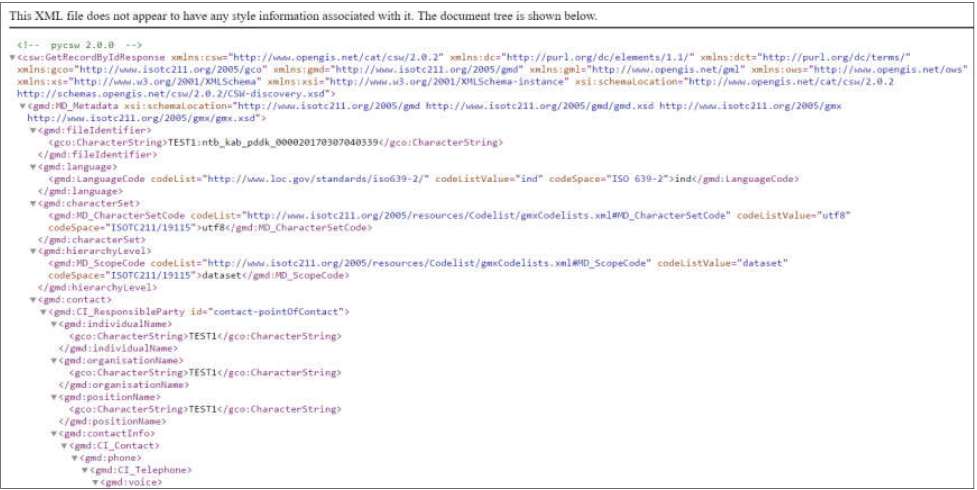 This XML file does not appear to have any style information associated with it. The document tree is shown below.
<!-- pycsw 2.0.0 -->
▼<csw:GetRecordByIdResponse xmlns:csw="http://www.opengis.net/cat/csw/2.0.2" xmlns:dc="http://purl.org/dc/elements/1.1/" xmlns:dct="http://purl.org/dc/terms/"
xmlns:gco="http://www.isotc211.org/2005/gco" xmlns:gmd="http://www.isotc211.org/2005/gmd" xmlns:gml="http://www.opengis.net/gml" xmlns:ows="http://www.opengis.net/ows"
xmlns:xs="http://www.w3.org/2001/XMLSchema" xmlns:xsi="http://www.w3.org/2001/XMLSchema-instance" xsi:schemaLocation="http://www.opengis.net/cat/csw/2.0.2
http://schemas.opengis.net/csw/2.0.2/CSW-discovery.xsd">
▼<gmd:MD_Metadata xsi:schemaLocation="http://www.isotc211.org/2005/gmd http://www.isotc211.org/2005/gmd/gmd.xsd http://www.isotc211.org/2005/gmx
http://www.isotc211.org/2005/gmx/gmx.xsd">
▼<gmd:fileIdentifier>
<gco:CharacterString>TEST1:ntb_kab_pddk_000020170307040339</gco:CharacterString>
</gmd:fileIdentifier>
▼<gmd:language>
<gmd:LanguageCode codeList="http://www.loc.gov/standards/iso639-2/" codeListValue="ind" codeSpace="ISO 639-2">ind</gmd:LanguageCode>
</gmd:language>
▼<gmd:characterSet>
<gmd:MD_CharacterSetCode codeList="http://www.isotc211.org/2005/resources/Codelist/gmxCodelists.xml#MD_CharacterSetCode" codeListValue="utf8"
codeSpace="ISOTC211/19115">utf8</gmd:MD_CharacterSetCode>
</gmd:characterSet>
▼<gmd:hierarchyLevel>
<gmd:MD_ScopeCode codeList="http://www.isotc211.org/2005/resources/Codelist/gmxCodelists.xml#MD_ScopeCode" codeListValue="dataset"
codeSpace="ISOTC211/19115">dataset</gmd:MD_ScopeCode>
</gmd:hierarchyLevel>
▼<gmd:contact>
▼<gmd:CI_ResponsibleParty id="contact-pointOfContact">
▼<gmd:individualName>
<gco:CharacterString>TEST1</gco:CharacterString>
</gmd:individualName>
▼<gmd:organisationName>
<gco:CharacterString>TEST1</gco:CharacterString>
</gmd:organisationName>
▼<gmd:positionName>
<gco:CharacterString>TEST1</gco:CharacterString>
</gmd:positionName>
▼<gmd:contactInfo>
▼<gmd:CI_Contact>
▼<gmd:phone>
▼<gmd:CI_Telephone>
▼<gmd:voice>